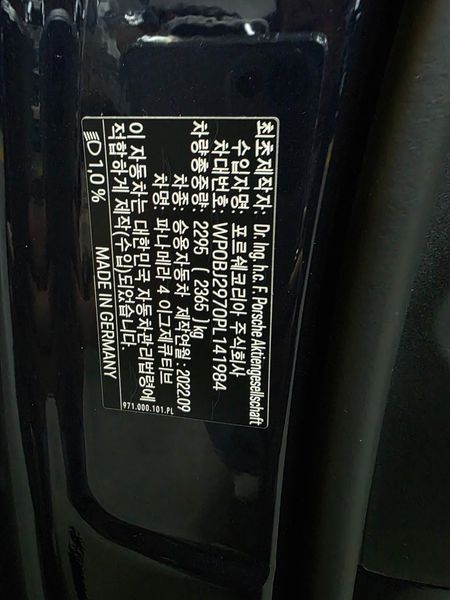 최초제작자: Dr. Ing. h.c. F. Porsche Aktiengesellschaft
수입자명: 포르쉐코리아 주식회사
차대번호: WP0BJ2970PL141984
차량총중량: 2295 ( 2365 )kg
차종: 승용자동차 제작연월: 2022.09
차명: 파나메라 4 이그제큐티브
이 자동차는 대한민국 자동차관리법령에
적합하게 제작(수입)되었습니다.
1,0 % MADE IN GERMANY
971.000.101.PL